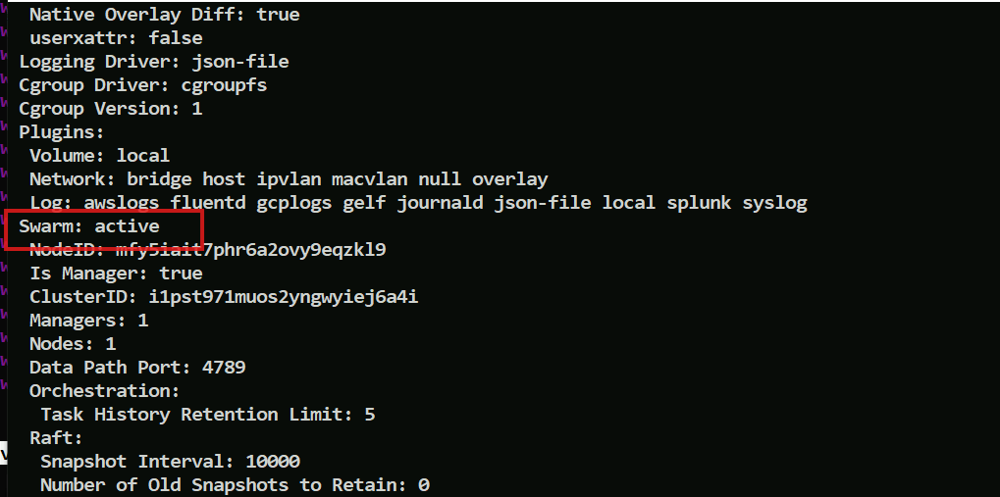 Native Overlay Diff: true
userxattr: false
Logging Driver: json-file
Cgroup Driver: cgroupfs
Cgroup Version: 1
Plugins:
Volume: local
Network: bridge host ipvlan macvlan null overlay
Log: awslogs fluentd gcplogs gelf journald json-file local splunk syslog
Swarm: active
NodeID: mfy5iait7phr6a2ovy9eqzkl9
Is Manager: true
ClusterID: i1pst971muos2yngwyiej6a4i
Managers: 1
Nodes: 1
Data Path Port: 4789
Orchestration:
Task History Retention Limit: 5
Raft:
Snapshot Interval: 10000
Number of Old Snapshots to Retain: 0